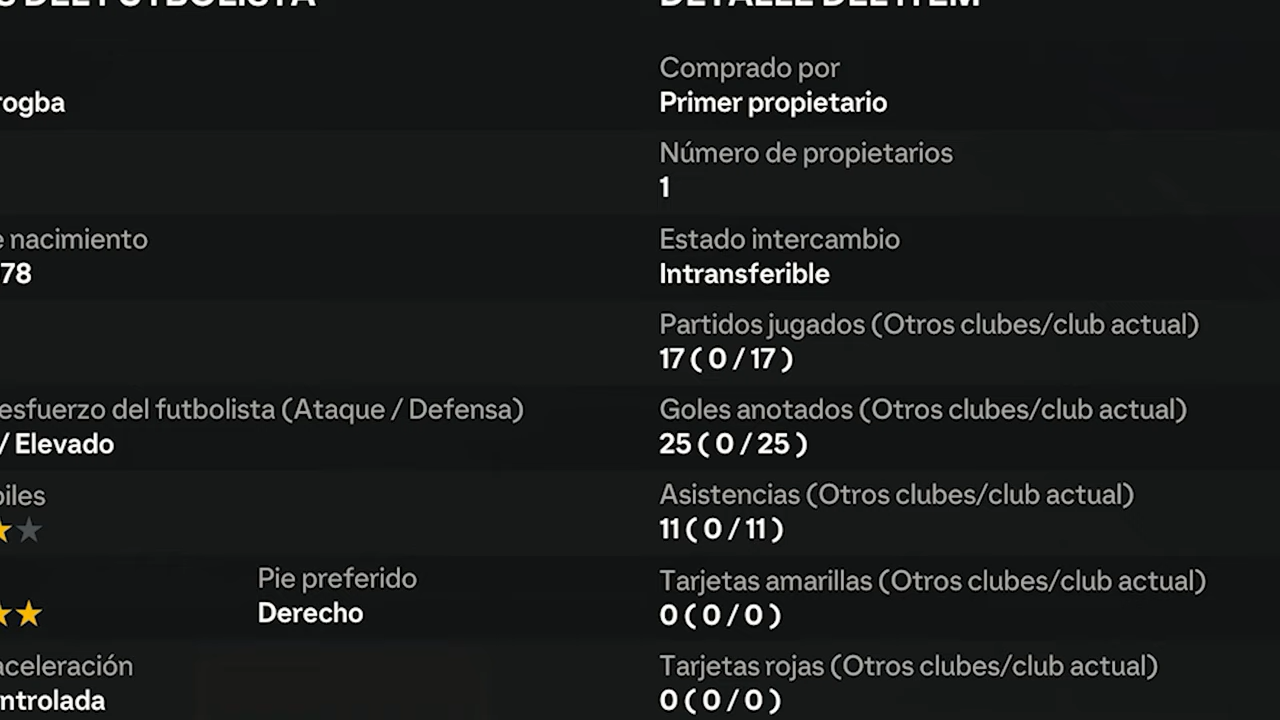 DETALLE DEL ÍTEM
Comprado por
Primer propietario
Número de propietarios
1
nacimiento
78
Estado intercambio
Intransferible
Partidos jugados (Otros clubes/club actual)
17 ( 0 / 17 )
esfuerzo del futbolista (Ataque / Defensa)
/ Elevado
Goles anotados (Otros clubes/club actual)
25 ( 0 / 25 )
Asistencias (Otros clubes/club actual)
11 ( 0 / 11 )
Pie preferido
Derecho
Tarjetas amarillas (Otros clubes/club actual)
0 ( 0 / 0 )
aceleración
Tarjetas rojas (Otros clubes/club actual)
0 ( 0 / 0 )